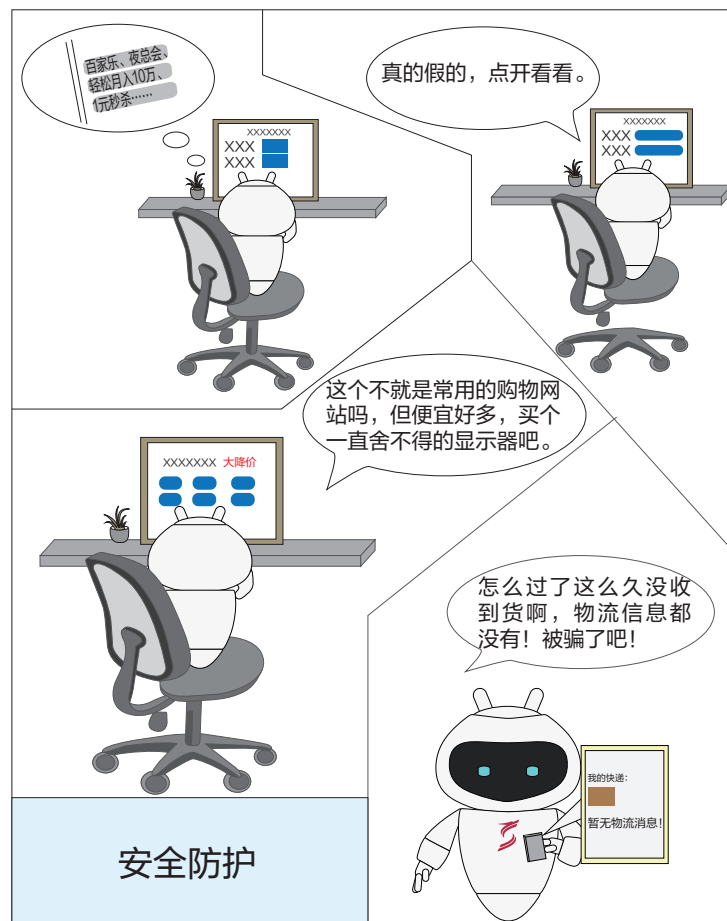 百家乐、夜总会、
轻松月入10万、
1元秒杀……
XXXXXXX
XXX
XXX
真的假的，点开看看。
XXXXXXX
XXX
XXX
这个不就是常用的购物网
站吗，但便宜好多，买个
一直舍不得的显示器吧。
XXXXXXX 大降价
怎么过了这么久没收
到货啊，物流信息都
没有！被骗了吧！
我的快递：
暂无物流消息！
安全防护